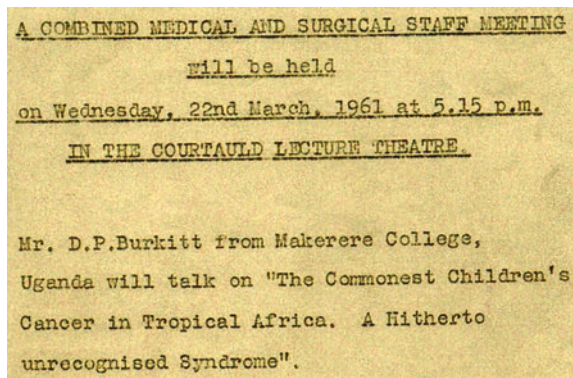 A COMBINED MEDICAL AND SURGICAL STAFF MEETING
will be held
on Wednesday, 22nd March, 1961 at 5.15 p.m.
IN THE COURTAULD LECTURE THEATRE.
Mr. D.P.Burkitt from Makerere College,
Uganda will talk on "The Commonest Children's
Cancer in Tropical Africa. A Hitherto
unrecognised Syndrome".